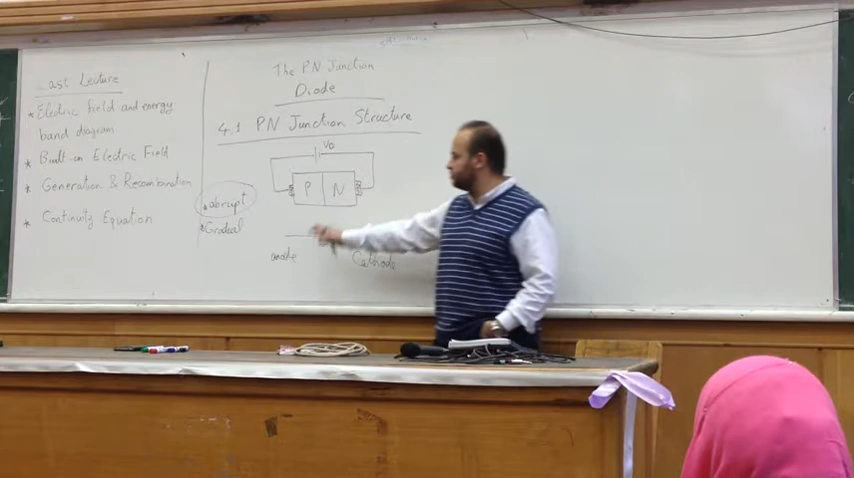 Last Lecture
* Electric Field and energy
band diagram
* Built-in Electric Field
* Generation & Recombination
* Continuity Equation
The PN Junction
Diode
4.1 PN Junction Structure
VD
P N
* abrupt
* Gradual
anode
Cathode